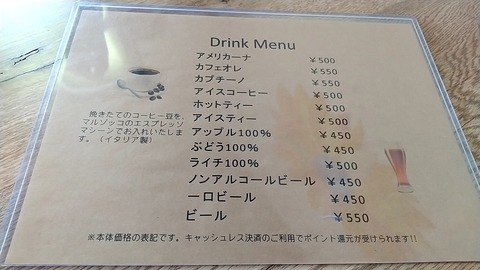 Drink Menu
アメリカーナ ￥500
カフェオレ ￥550
カプチーノ ￥550
アイスコーヒー ￥500
ホットティー ￥500
アイスティー ￥500
アップル100% ￥450
ぶどう100% ￥450
ライチ100% ￥500
ノンアルコールビール ￥450
一口ビール ￥450
ビール ￥550
挽きたてのコーヒー豆を、
マルゾッコのエスプレッソ
マシーンでお入れいたしま
す。（イタリア製）
※本体価格の表記です。キャッシュレス決済のご利用でポイント還元が受けられます!!